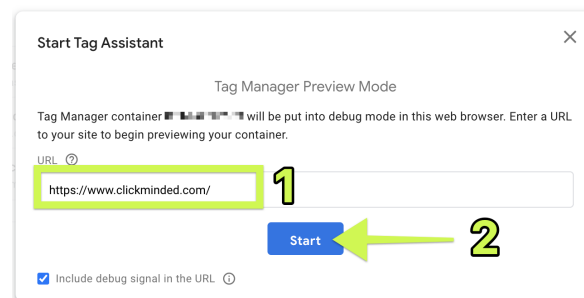 Start Tag Assistant
Tag Manager Preview Mode
Tag Manager container will be put into debug mode in this web browser. Enter a URL
to your site to begin previewing your container.
URL
https://www.clickminded.com/
1
Start
2
Include debug signal in the URL